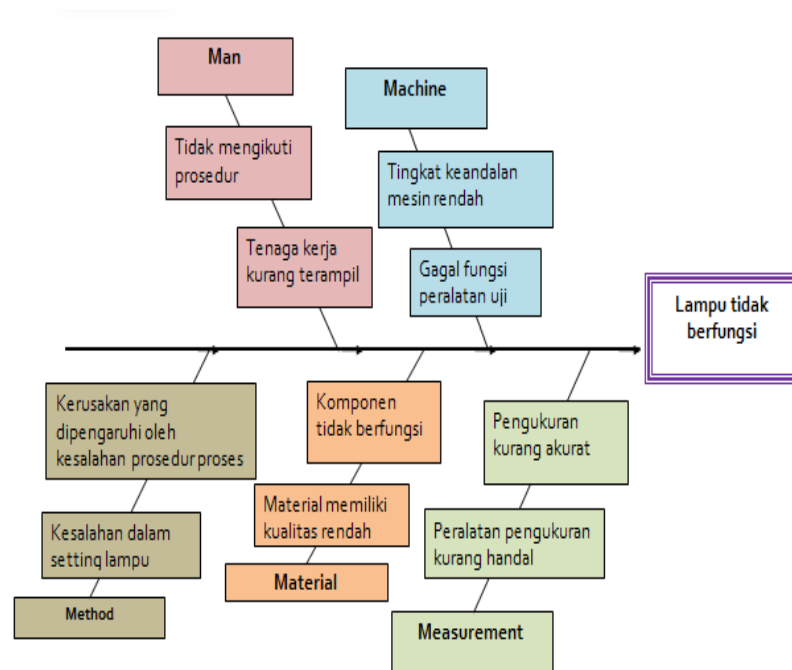 Man
Machine
Tidak mengikuti
prosedur
Tingkat keandalan
mesin rendah
Tenaga kerja
kurang terampil
Gagal fungsi
peralatan uji
Lampu tidak
berfungsi
Kerusakan yang
dipengaruhi oleh
kesalahan prosedur proses
Komponen
tidak berfungsi
Pengukuran
kurang akurat
Kesalahan dalam
setting lampu
Material memiliki
kualitas rendah
Peralatan pengukuran
kurang handal
Method
Material
Measurement